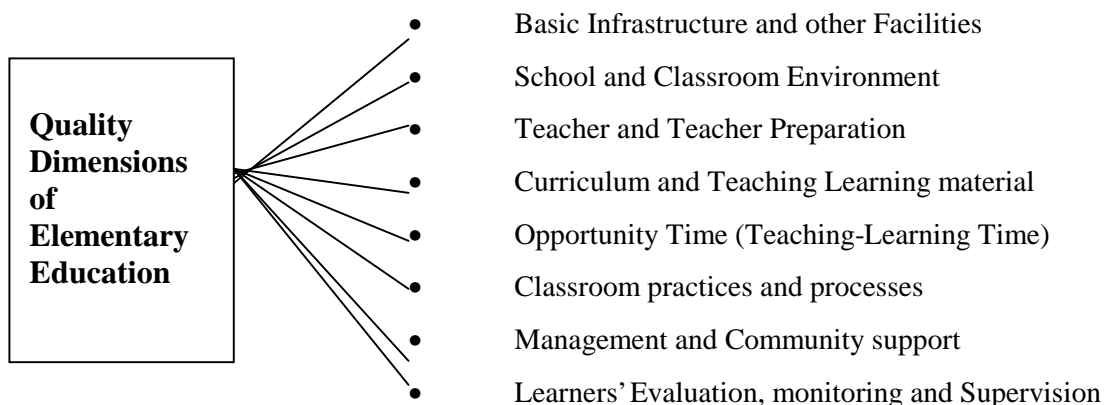 Quality
Dimensions
of
Elementary
Education
• Basic Infrastructure and other Facilities
• School and Classroom Environment
• Teacher and Teacher Preparation
• Curriculum and Teaching Learning material
• Opportunity Time (Teaching-Learning Time)
• Classroom practices and processes
• Management and Community support
• Learners’ Evaluation, monitoring and Supervision